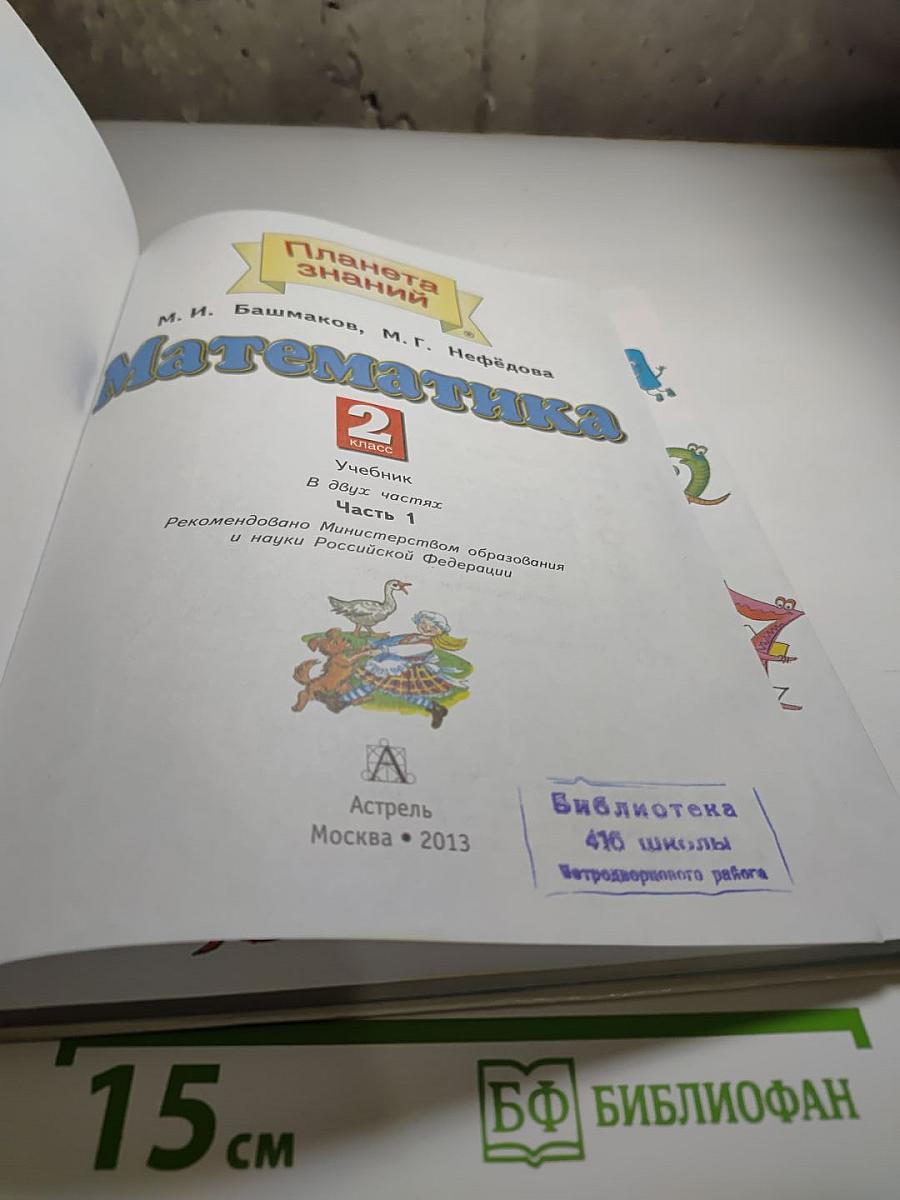 Планета
знаний
®
М. И. Башмаков, М. Г. Нефёдова
Математика
2
класс
Учебник
В двух частях
Часть 1
Рекомендовано Министерством образования
и науки Российской Федерации
А
Астрель
Москва • 2013
Библиотека
416 школы
Петродворцового района
15 см
БФ БИБЛИОФАН